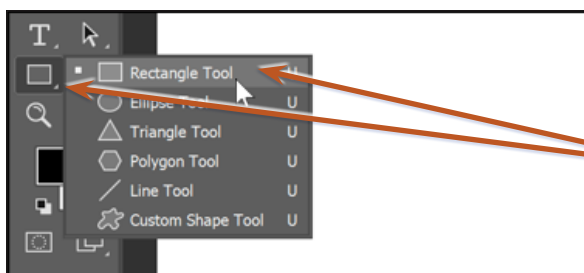 T
Rectangle Tool U
Ellipse Tool U
Triangle Tool U
Polygon Tool U
Line Tool U
Custom Shape Tool U